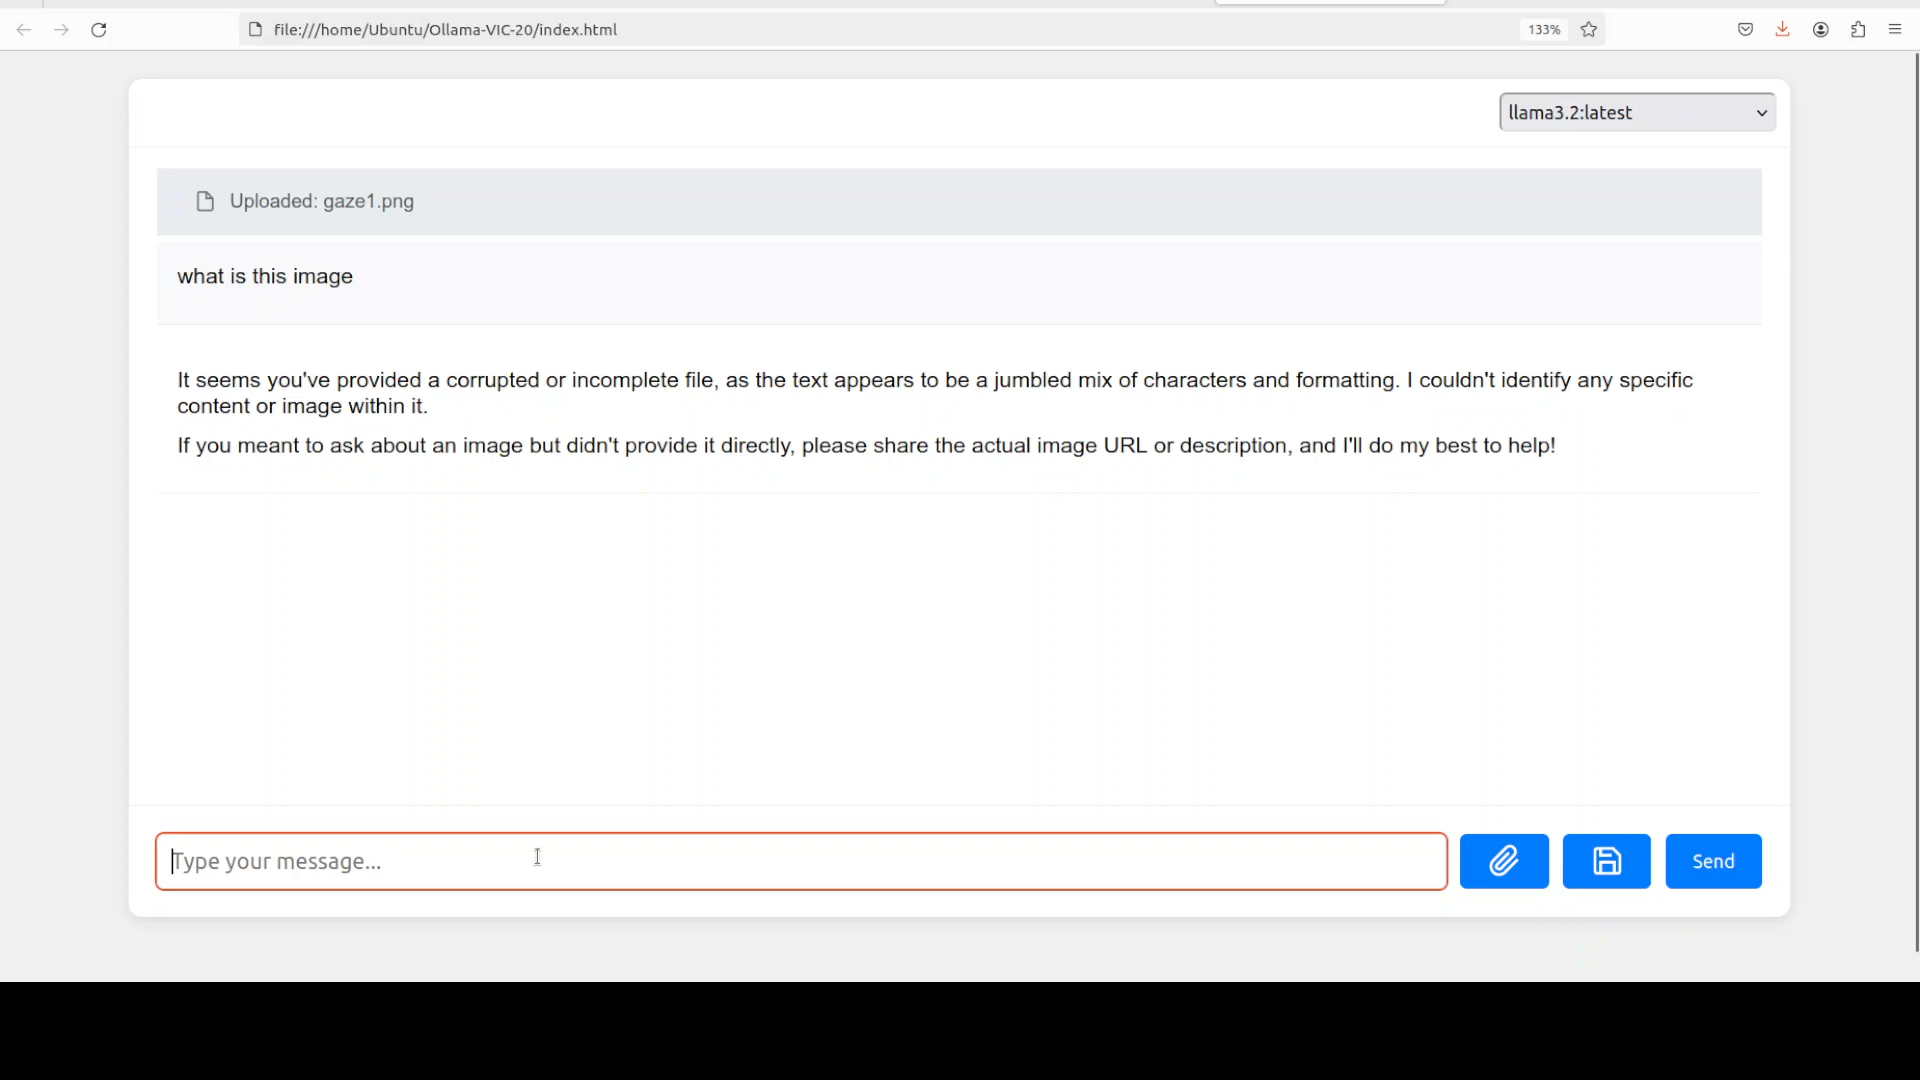 file:///home/Ubuntu/Ollama-VIC-20/index.html
133%
llama3.2:latest
Uploaded: gaze1.png
what is this image
It seems you've provided a corrupted or incomplete file, as the text appears to be a jumbled mix of characters and formatting. I couldn't identify any specific
content or image within it.
If you meant to ask about an image but didn't provide it directly, please share the actual image URL or description, and I'll do my best to help!
Type your message...
Send